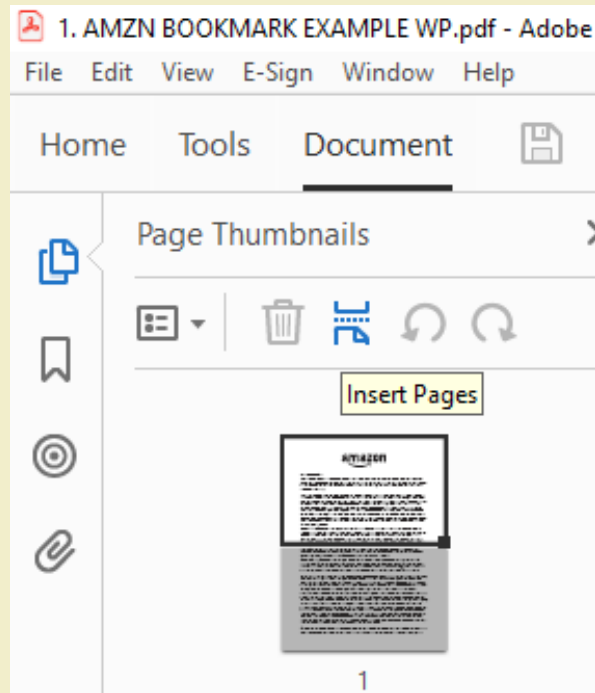 1. AMZN BOOKMARK EXAMPLE WP.pdf - Adobe
File Edit View E-Sign Window Help
Home Tools Document
Page Thumbnails
Insert Pages
amazon
1